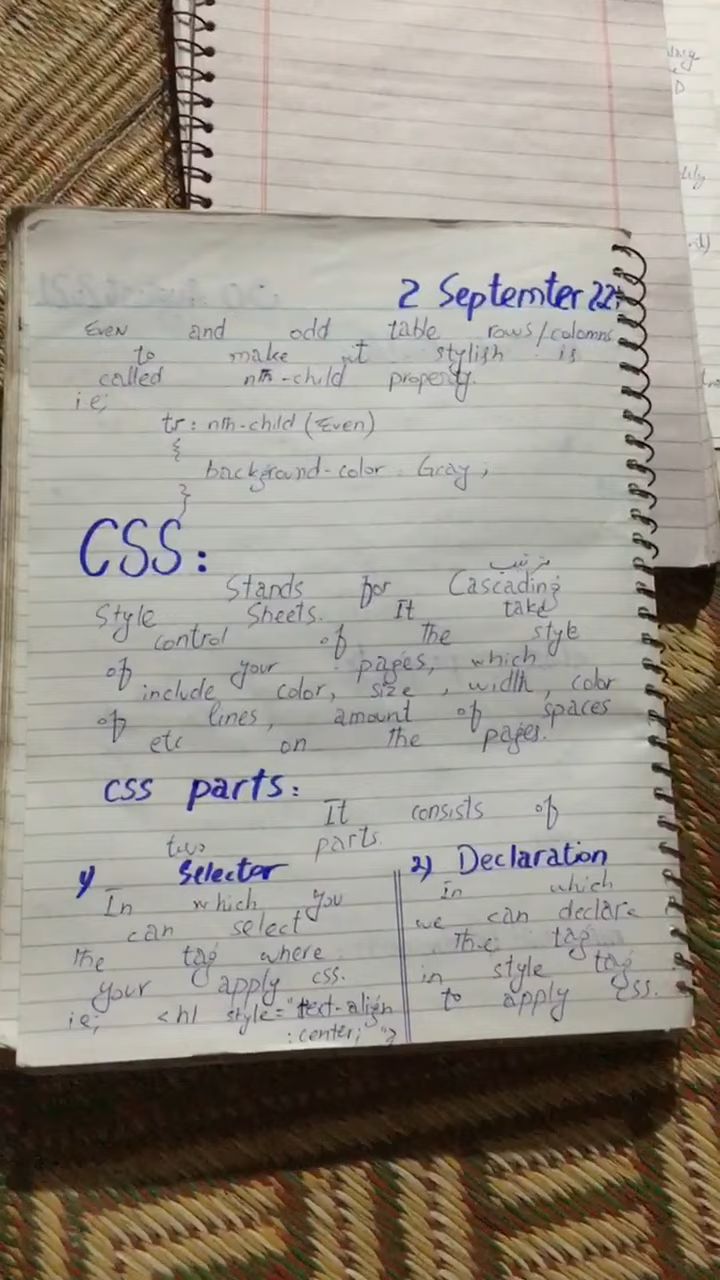 2 Septemter 22
Even and odd table rows/colomns
to make it stylish is
called nth-child property.
ie;
tr: nth-child (Even)
{
background-color: Gray;
}
CSS:
ترتیب
Stands for Cascading
Style Sheets. It take
control of the style
of your pages, which
include color, size, width, color
of lines, amount of spaces
etc on the pages.
css parts:
It consists of
two parts.
1) Selector
In which you
can select
the tag where
your apply css.
ie; <h1 style="text-align
:center; ">
2) Declaration
In which
we can declare
The tag
in style tag
to apply css.